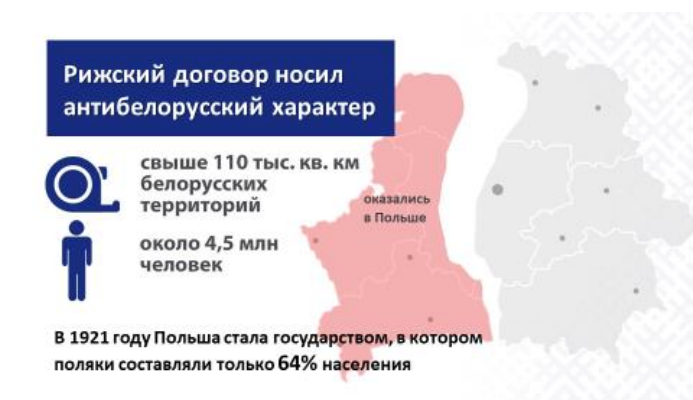 Рижский договор носил
антибелорусский характер
свыше 110 тыс. кв. км
белорусских
территорий
оказались
в Польше
около 4,5 млн
человек
В 1921 году Польша стала государством, в котором
поляки составляли только 64% населения